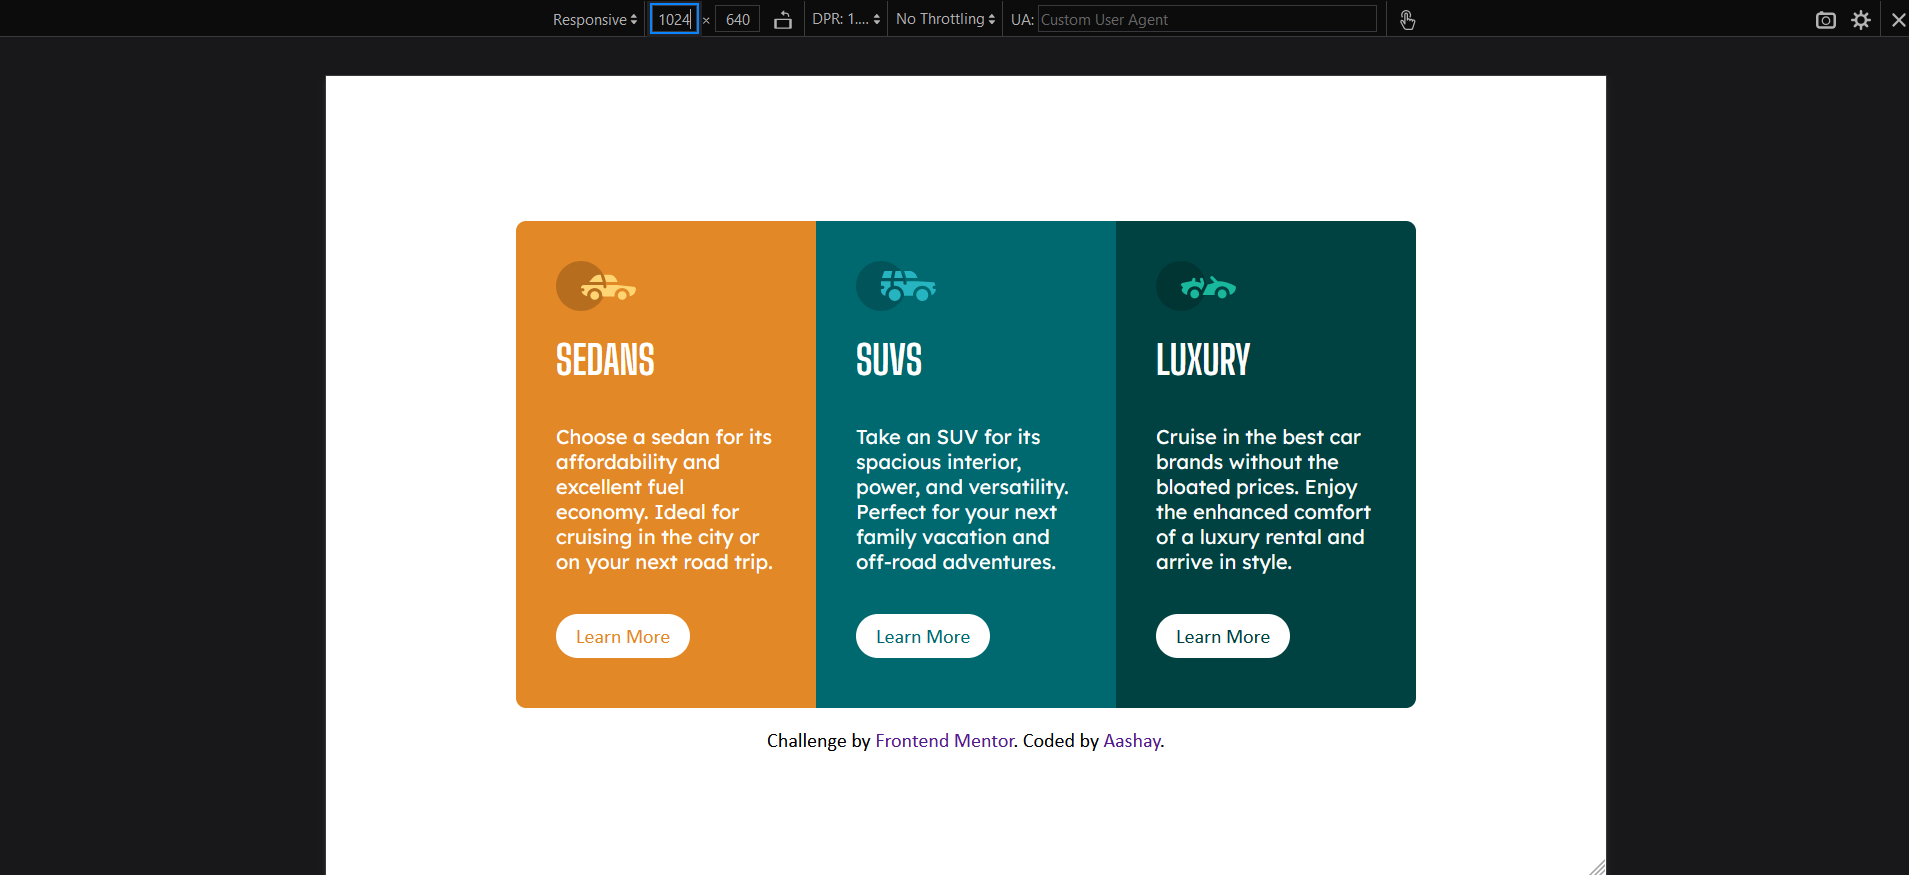 Responsive 1024 × 640 DPR: 1.... No Throttling UA: Custom User Agent
SEDANS
Choose a sedan for its
affordability and
excellent fuel
economy. Ideal for
cruising in the city or
on your next road trip.
Learn More
SUVS
Take an SUV for its
spacious interior,
power, and versatility.
Perfect for your next
family vacation and
off-road adventures.
Learn More
LUXURY
Cruise in the best car
brands without the
bloated prices. Enjoy
the enhanced comfort
of a luxury rental and
arrive in style.
Learn More
Challenge by Frontend Mentor. Coded by Aashay.